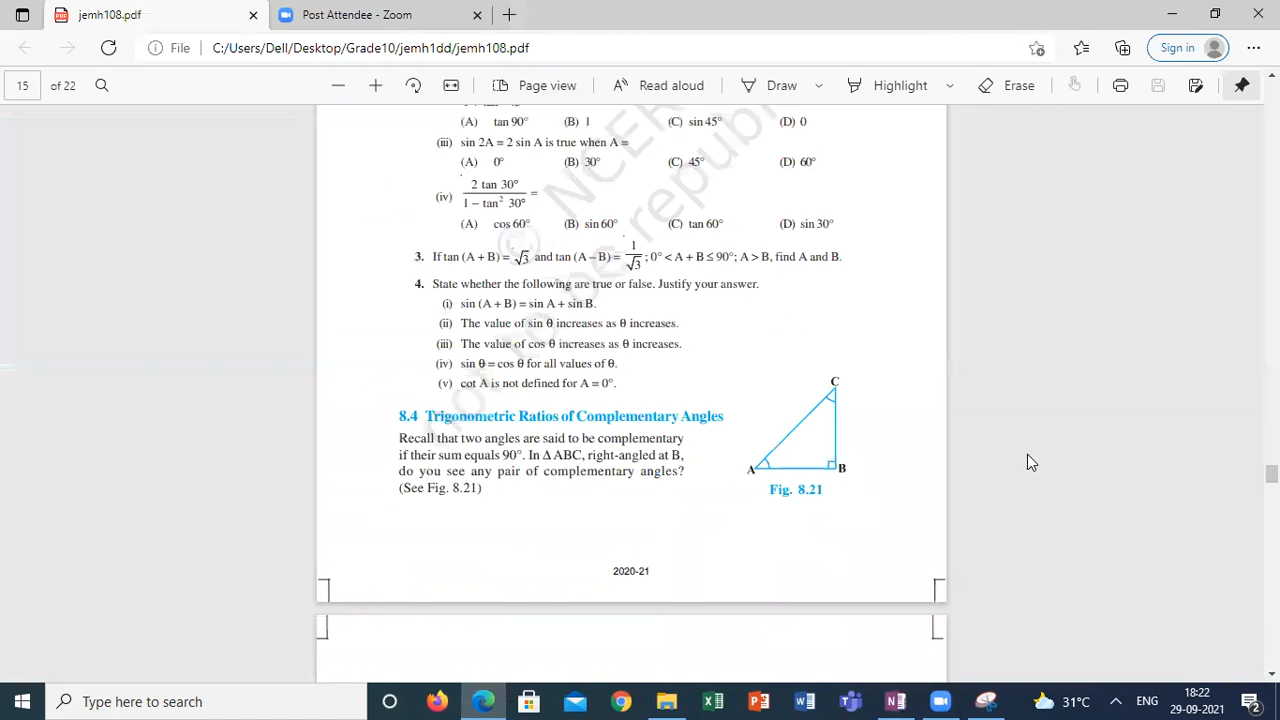 jemh108.pdf
Post Attendee - Zoom
File
C:/Users/Dell/Desktop/Grade10/jemh1dd/jemh108.pdf
Sign in
15 of 22
Page view
Read aloud
Draw
Highlight
Erase
(A) tan 90° (B) 1 (C) sin 45° (D) 0
(iii) sin 2A = 2 sin A is true when A =
(A) 0° (B) 30° (C) 45° (D) 60°
(iv) 2 tan 30° / 1 – tan² 30° =
(A) cos 60° (B) sin 60° (C) tan 60° (D) sin 30°
3. If tan (A + B) = √3 and tan (A – B) = 1/√3 ; 0° < A + B ≤ 90°; A > B, find A and B.
4. State whether the following are true or false. Justify your answer.
(i) sin (A + B) = sin A + sin B.
(ii) The value of sin θ increases as θ increases.
(iii) The value of cos θ increases as θ increases.
(iv) sin θ = cos θ for all values of θ.
(v) cot A is not defined for A = 0°.
8.4 Trigonometric Ratios of Complementary Angles
Recall that two angles are said to be complementary
if their sum equals 90°. In Δ ABC, right-angled at B,
do you see any pair of complementary angles?
(See Fig. 8.21)
C
A
B
Fig. 8.21
2020-21
© NCER
not to be republi
Type here to search
31°C
ENG
18:22
29-09-2021
2